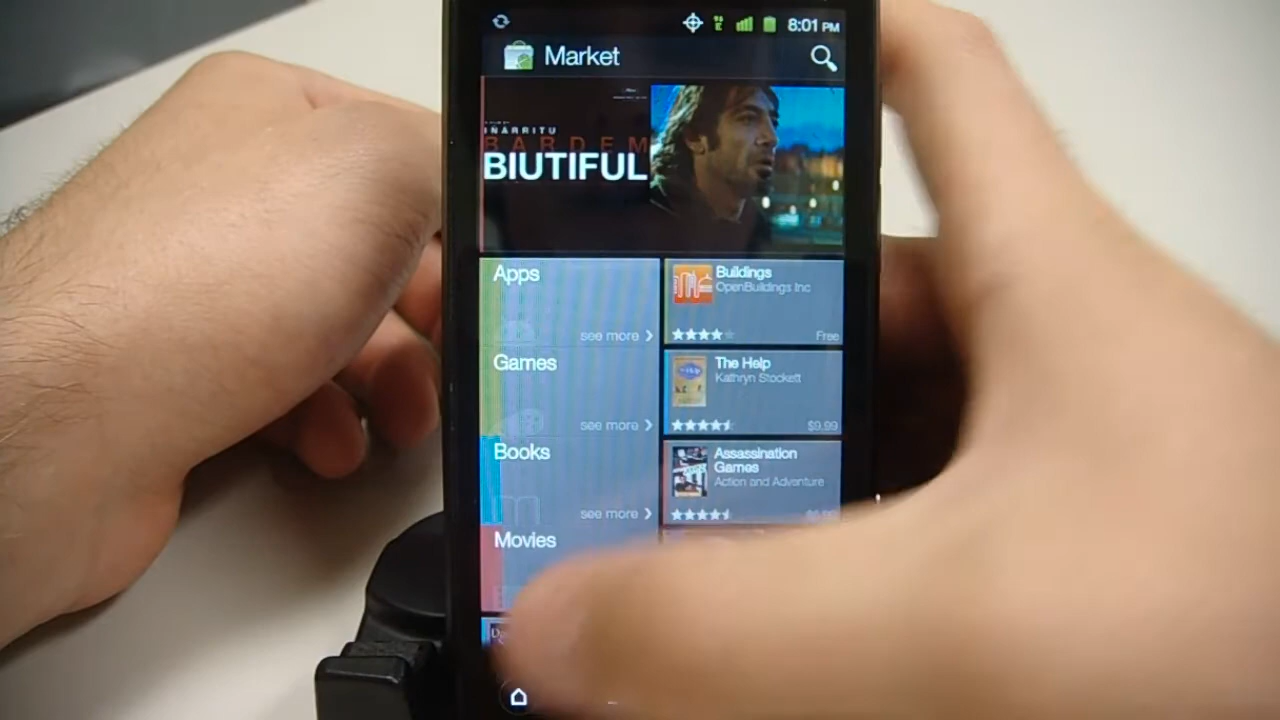 8:01 PM
Market
IÑARRITU
BARDEM
BIUTIFUL
Apps
see more
Games
see more
Books
see more
Movies
Buildings
OpenBuildings Inc
Free
The Help
Kathryn Stockett
$9.99
Assassination
Games
Action and Adventure